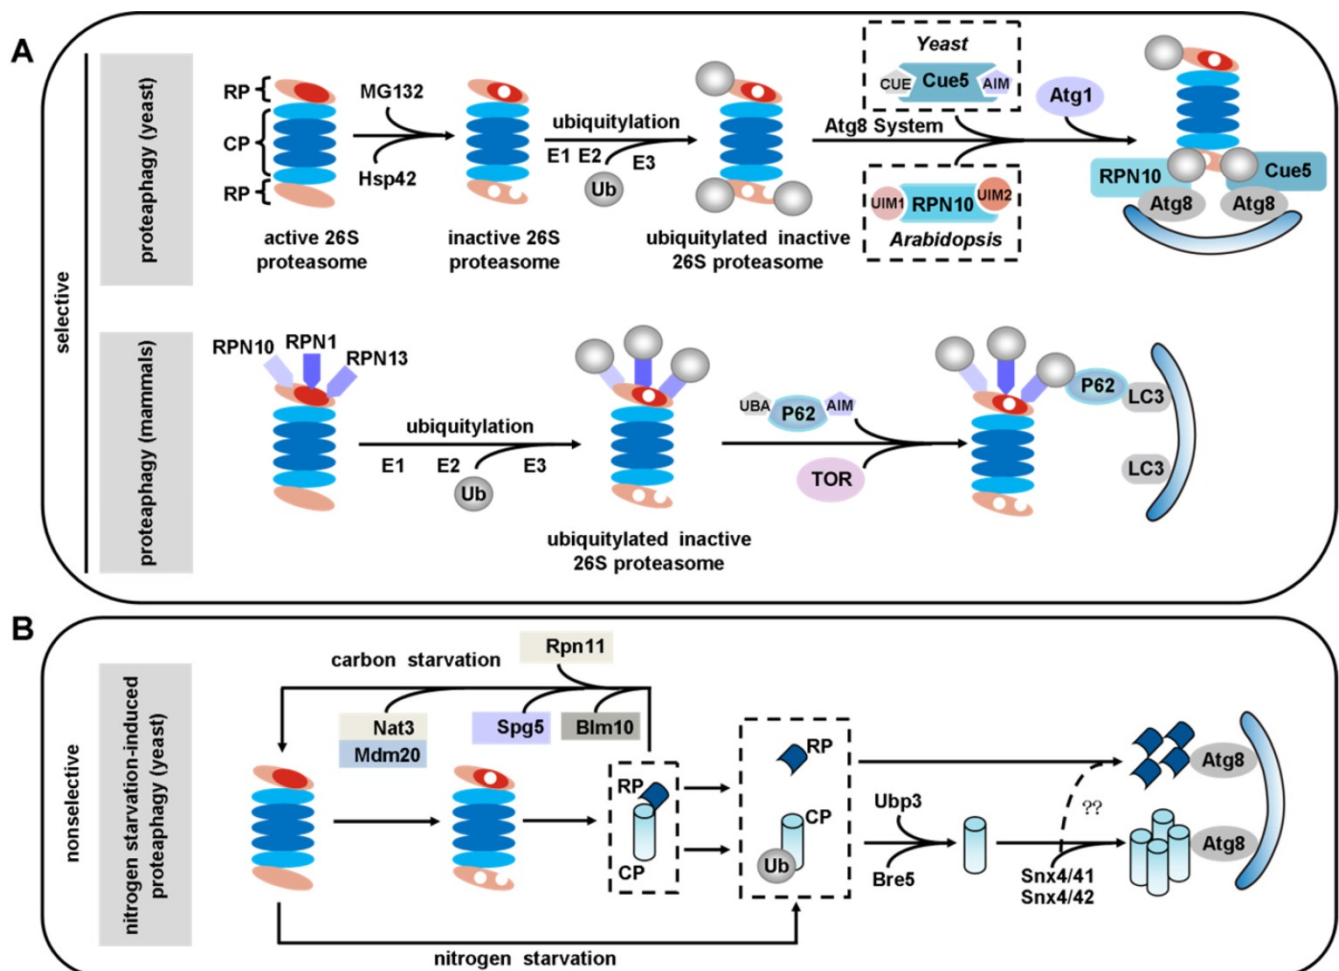 A
selective
proteaphagy (yeast)
RP
CP
RP
active 26S
proteasome
MG132
Hsp42
inactive 26S
proteasome
ubiquitylation
E1 E2
E3
Ub
ubiquitylated inactive
26S proteasome
Atg8 System
Yeast
CUE
Cue5
AIM
UIM1
RPN10
UIM2
Arabidopsis
Atg1
RPN10
Cue5
Atg8
Atg8
proteaphagy (mammals)
RPN10
RPN1
RPN13
ubiquitylation
E1 E2 E3
Ub
ubiquitylated inactive
26S proteasome
UBA
P62
AIM
TOR
P62
LC3
LC3
B
nonselective
nitrogen starvation-induced
proteaphagy (yeast)
carbon starvation
Rpn11
Nat3
Mdm20
Spg5
Blm10
RP
CP
RP
CP
Ub
Ubp3
Bre5
??
Snx4/41
Snx4/42
Atg8
Atg8
nitrogen starvation